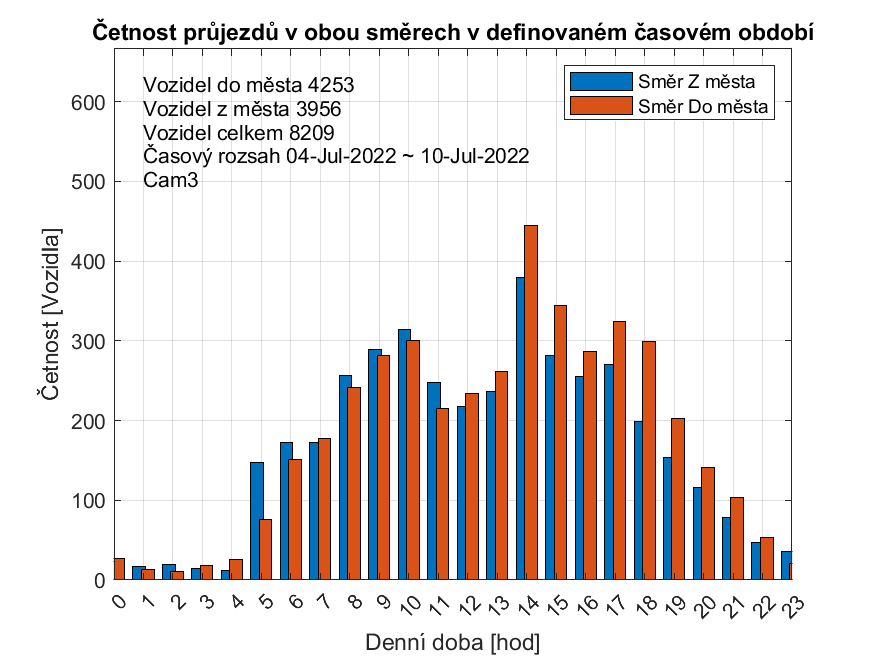 Četnost průjezdů v obou směrech v definovaném časovém období
Vozidel do města 4253
Vozidel z města 3956
Vozidel celkem 8209
Časový rozsah 04-Jul-2022 ~ 10-Jul-2022
Cam3
Směr Z města
Směr Do města
Četnost [Vozidla]
600
500
400
300
200
100
0
0 1 2 3 4 5 6 7 8 9 10 11 12 13 14 15 16 17 18 19 20 21 22 23
Denní doba [hod]